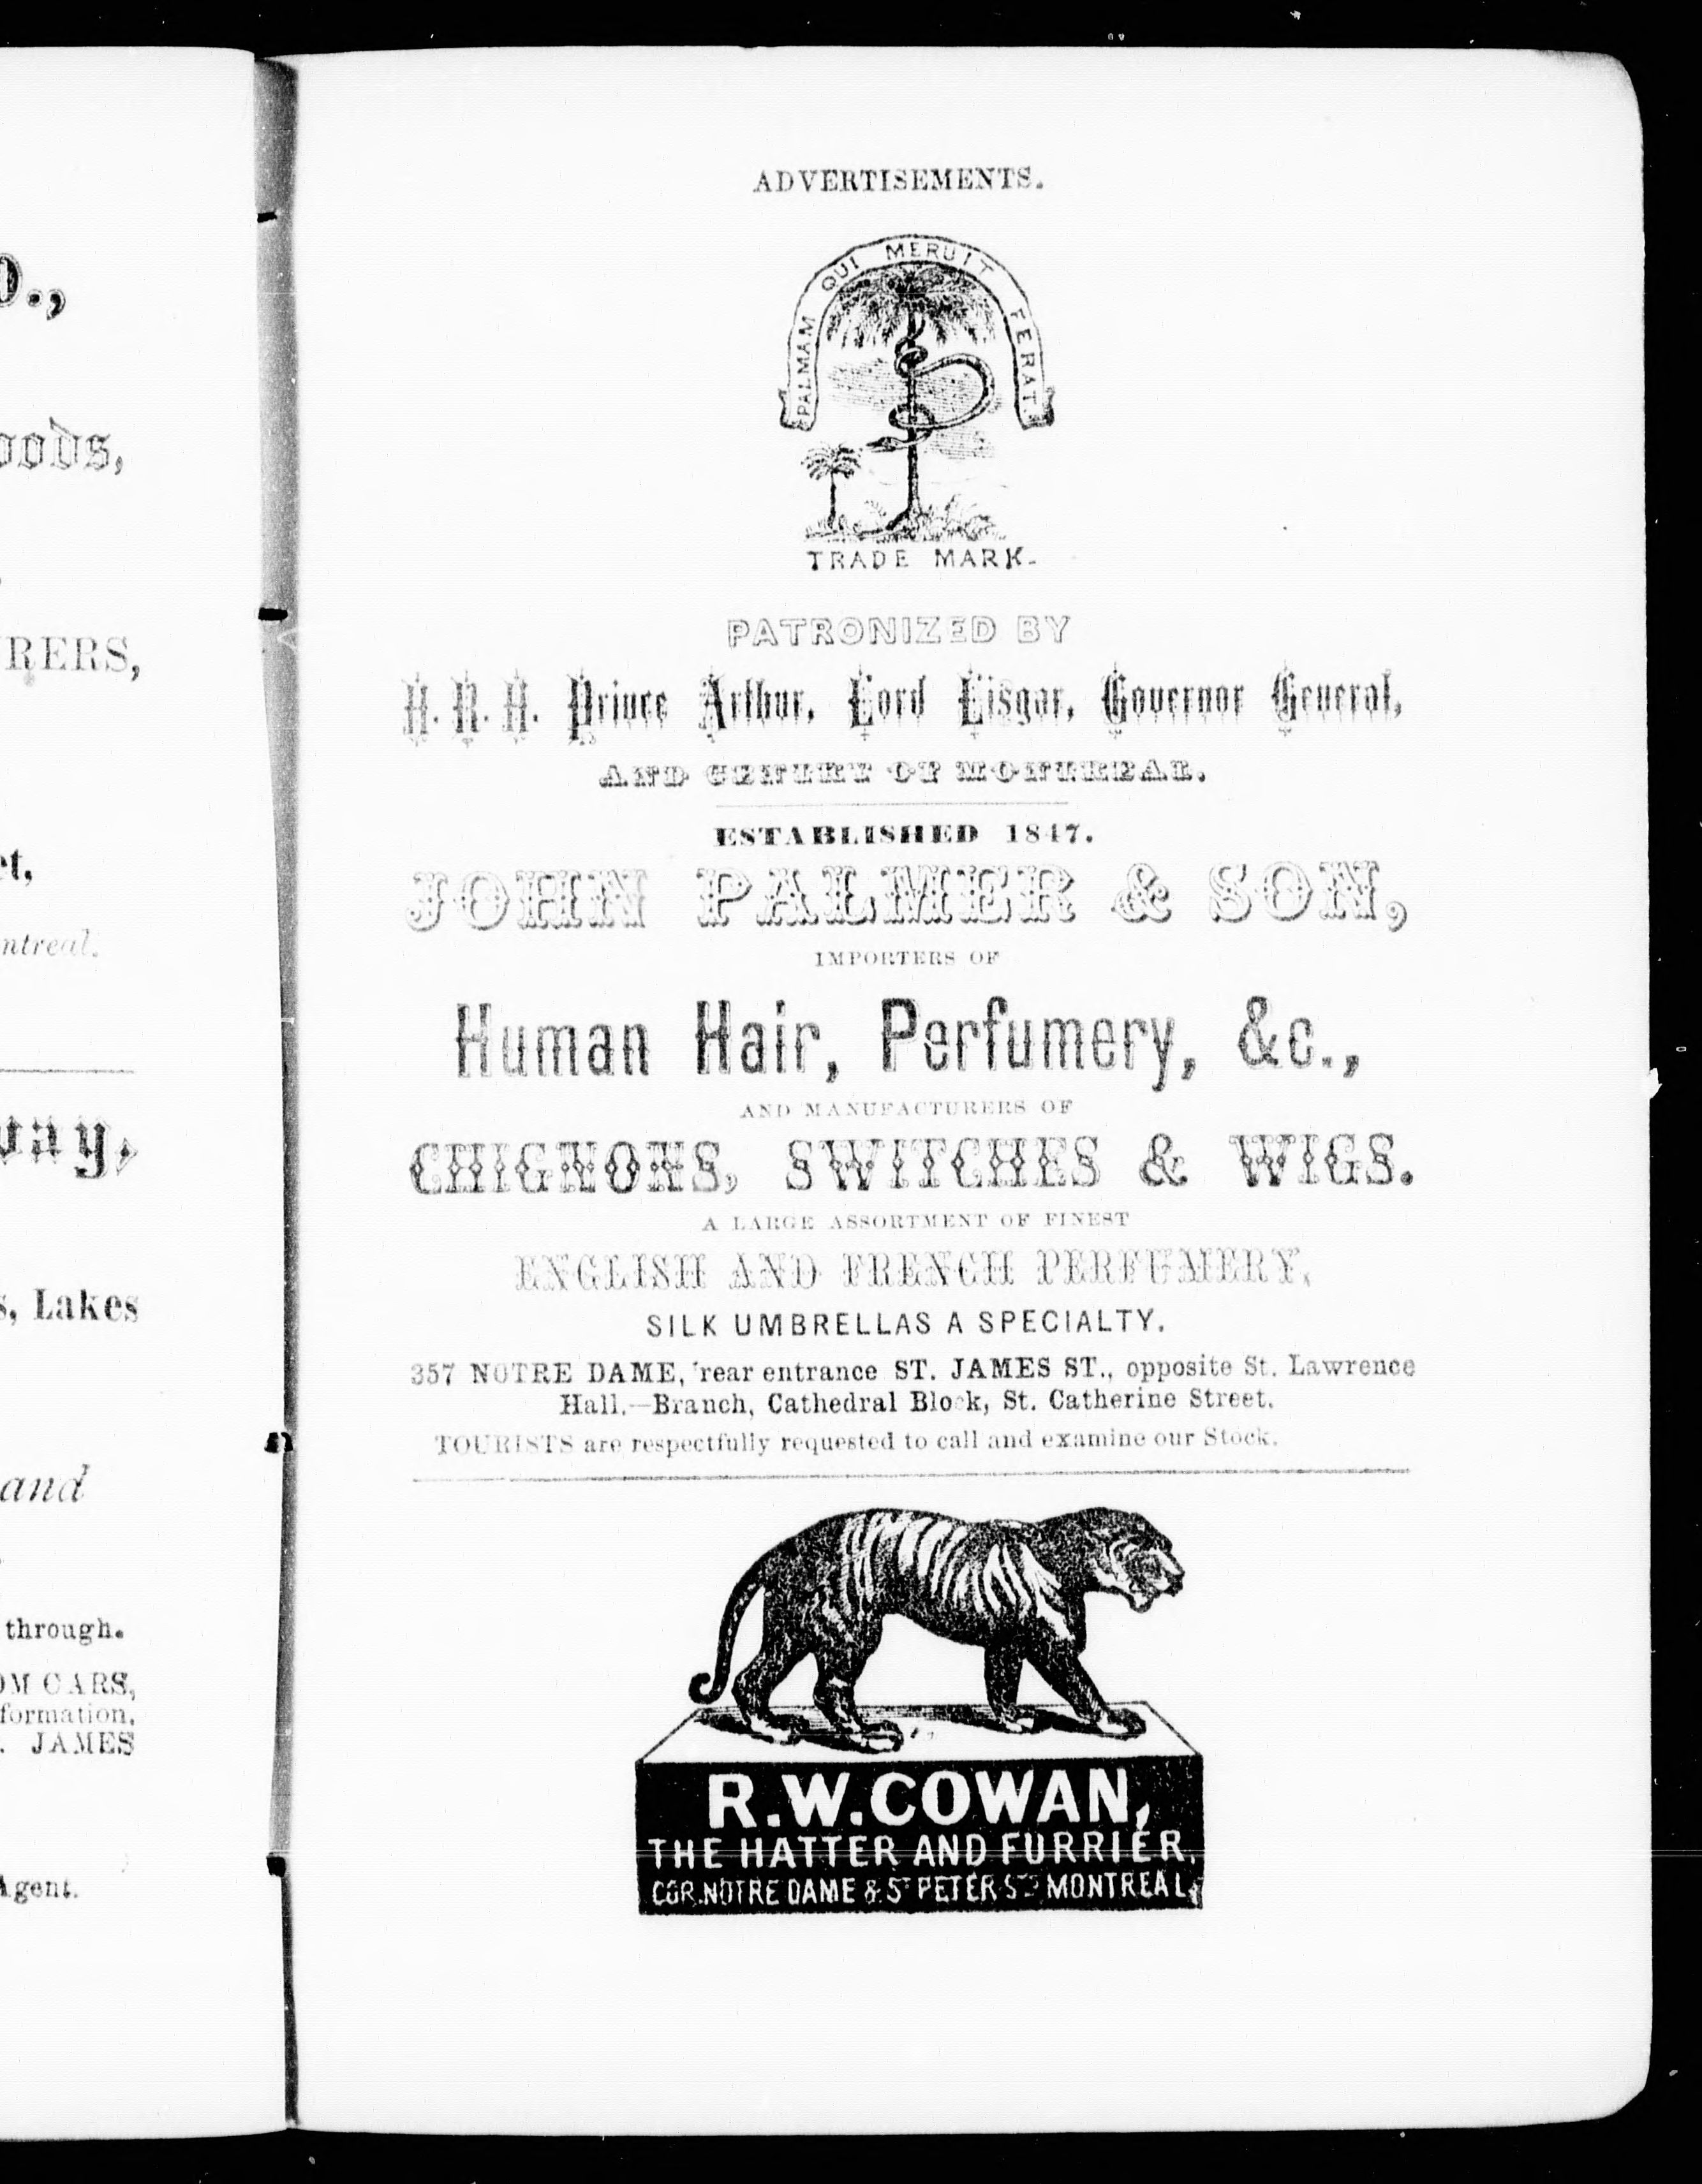 oods,
RERS,
ntreal.
s, Lakes
and
through.
OM CARS,
formation,
JAMES
Agent.
ADVERTISEMENTS.
PALMAM QUI MERUIT FERAT.
TRADE MARK.
PATRONIZED BY
H. R. H. Prince Arthur, Lord Lisgar, Governor General,
AND GENTRY OF MONTREAL.
ESTABLISHED 1847.
JOHN PALMER & SON,
IMPORTERS OF
Human Hair, Perfumery, &c.,
AND MANUFACTURERS OF
CHIGNONS, SWITCHES & WIGS.
A LARGE ASSORTMENT OF FINEST
ENGLISH AND FRENCH PERFUMERY,
SILK UMBRELLAS A SPECIALTY.
357 NOTRE DAME, rear entrance ST. JAMES ST., opposite St. Lawrence
Hall.—Branch, Cathedral Block, St. Catherine Street.
TOURISTS are respectfully requested to call and examine our Stock.
R.W.COWAN,
THE HATTER AND FURRIER,
COR. NOTRE DAME & ST PETER STS MONTREAL,